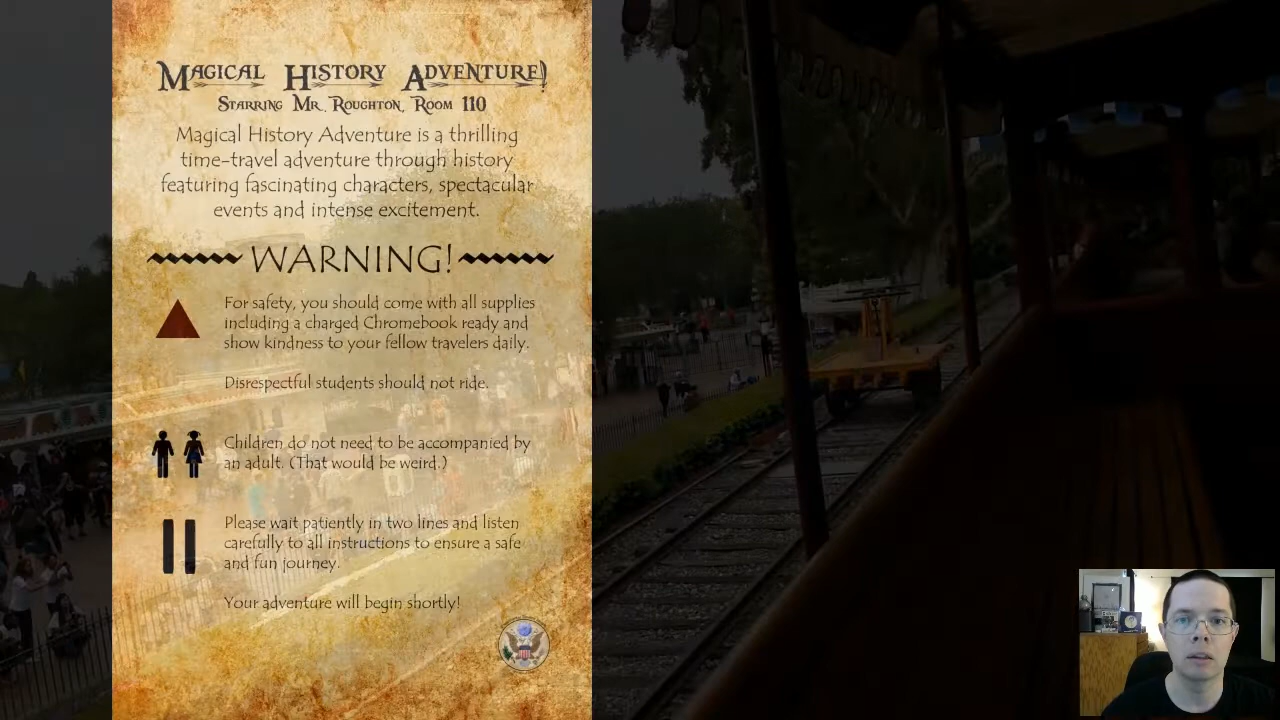 Magical History Adventure!
Starring Mr. Roughton, Room 110
Magical History Adventure is a thrilling
time-travel adventure through history
featuring fascinating characters, spectacular
events and intense excitement.
WARNING!
For safety, you should come with all supplies
including a charged Chromebook ready and
show kindness to your fellow travelers daily.
Disrespectful students should not ride.
Children do not need to be accompanied by
an adult. (That would be weird.)
Please wait patiently in two lines and listen
carefully to all instructions to ensure a safe
and fun journey.
Your adventure will begin shortly!